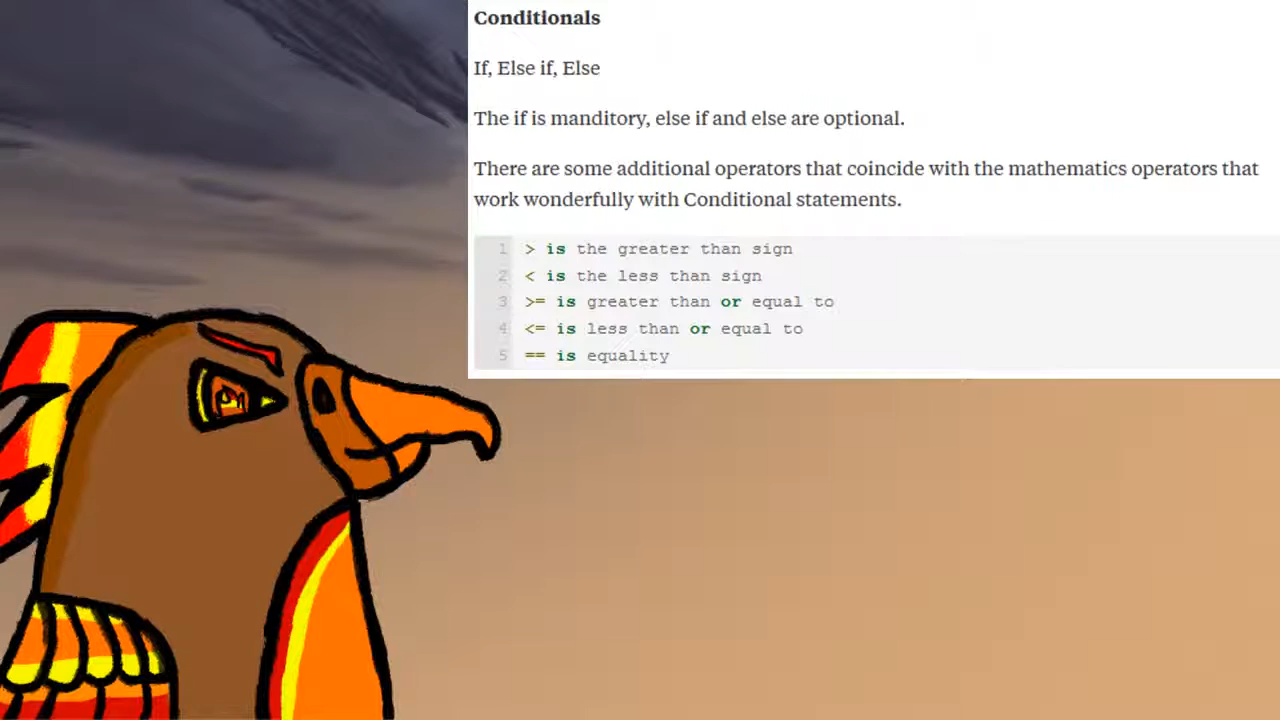 Conditionals
If, Else if, Else
The if is manditory, else if and else are optional.
There are some additional operators that coincide with the mathematics operators that
work wonderfully with Conditional statements.
1 > is the greater than sign
2 < is the less than sign
3 >= is greater than or equal to
4 <= is less than or equal to
5 == is equality